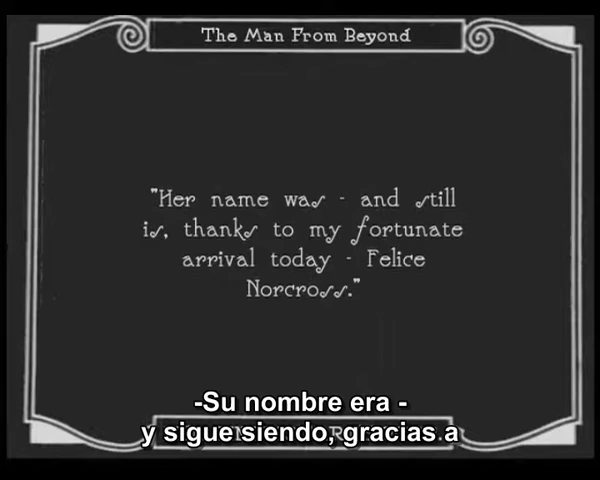 The Man From Beyond
"Her name was - and still
is, thanks to my fortunate
arrival today - Felice
Norcross."
-Su nombre era -
y sigue siendo, gracias a